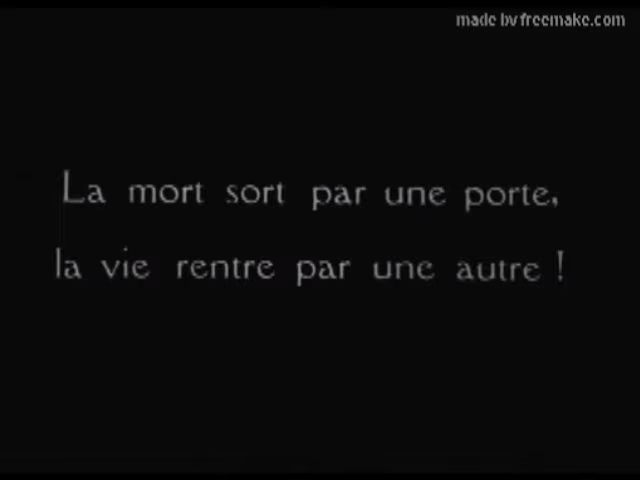 made by freemake.com
La mort sort par une porte,
la vie rentre par une autre !